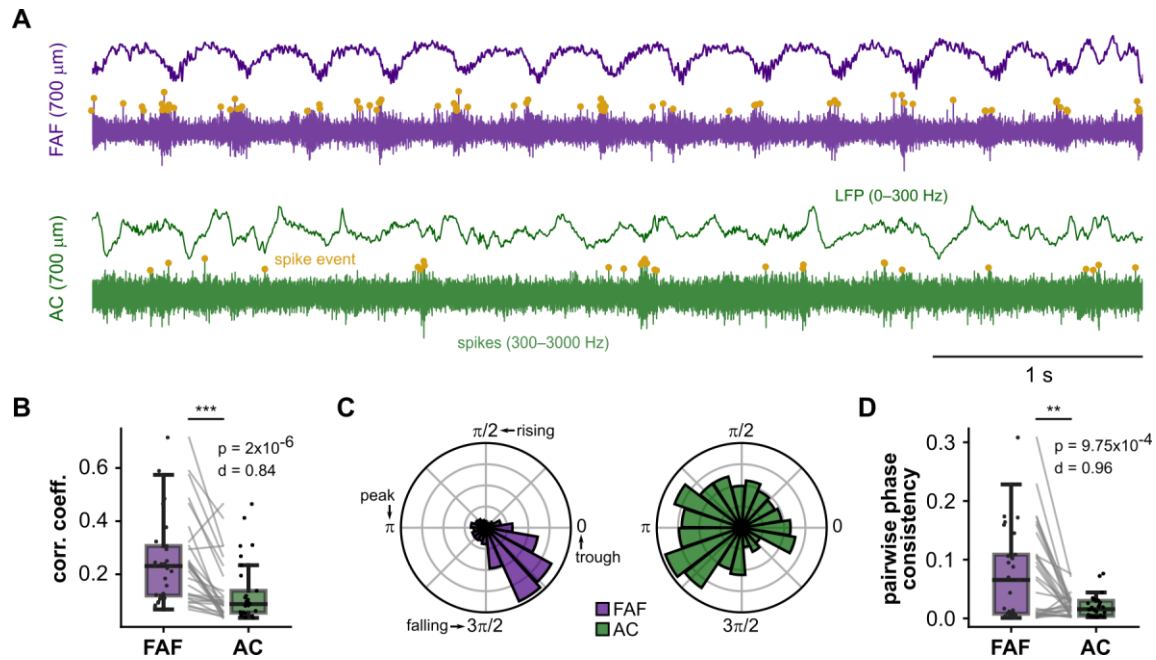 A
FAF (700 μm)
LFP (0–300 Hz)
AC (700 μm)
spike event
spikes (300–3000 Hz)
1 s
B
***
p = 2x10-6
d = 0.84
corr. coeff.
0.6
0.4
0.2
FAF
AC
C
π/2 ←rising
peak
π
0
trough
falling→3π/2
π/2
π
0
3π/2
FAF
AC
D
**
p = 9.75x10-4
d = 0.96
pairwise phase
consistency
0.3
0.2
0.1
0.0
FAF
AC